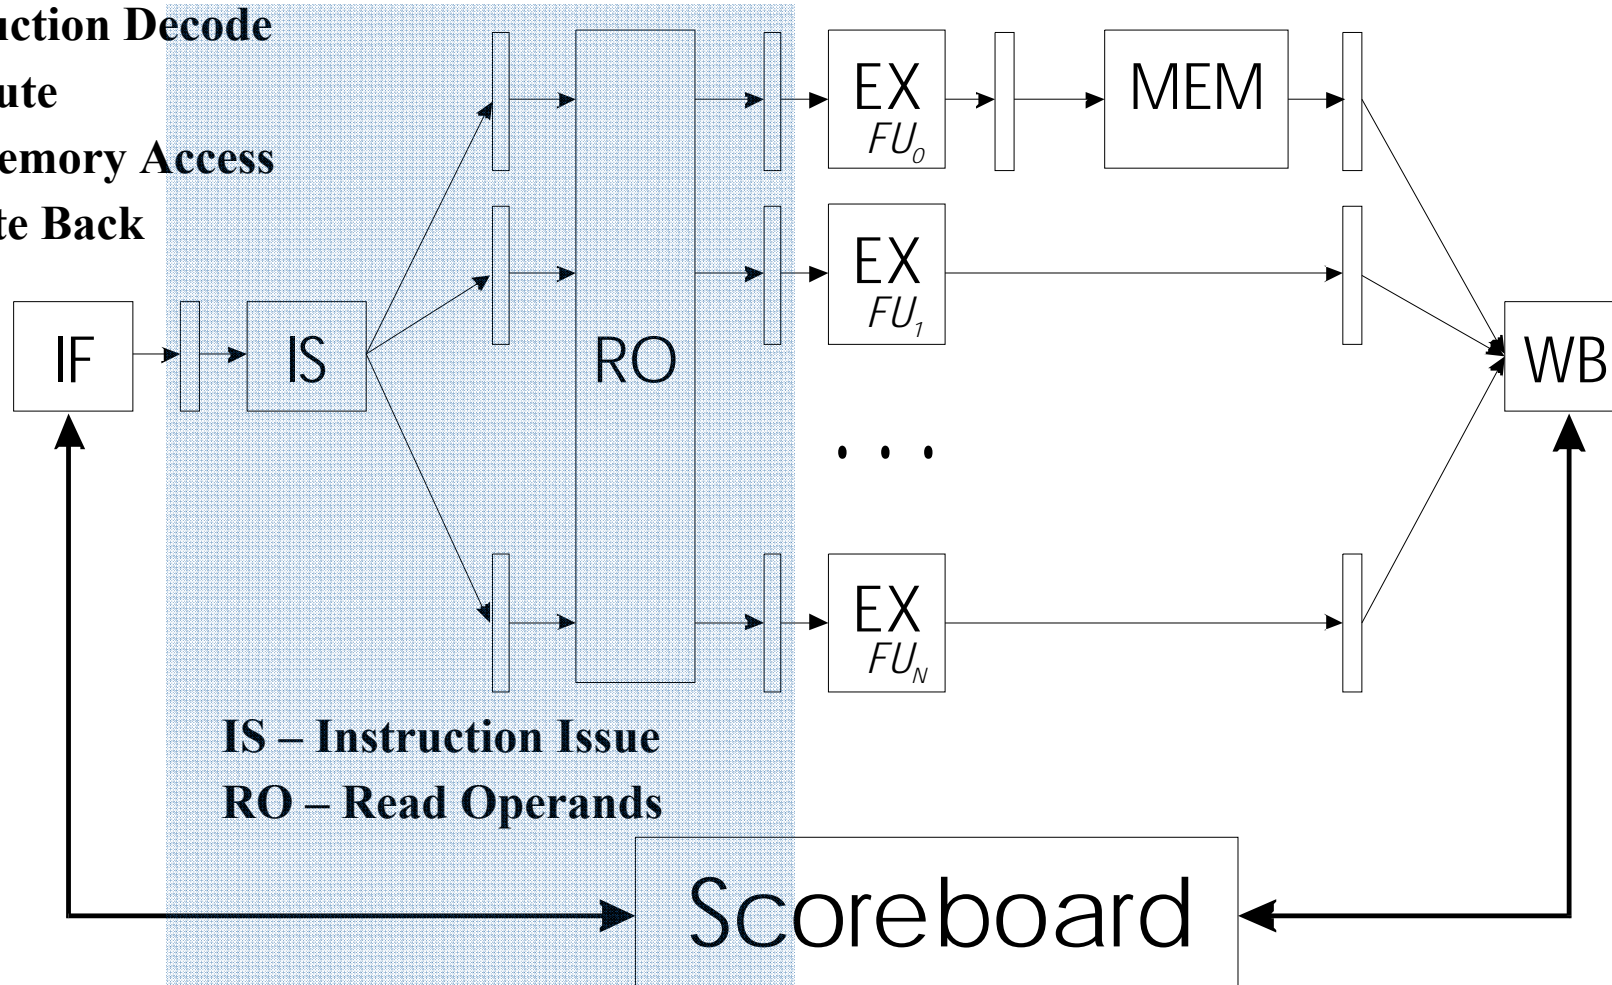 uction Decode
ute
emory Access
te Back
EX
FU0
MEM
EX
FU1
IF
IS
RO
WB
. . .
EX
FUN
IS – Instruction Issue
RO – Read Operands
Scoreboard